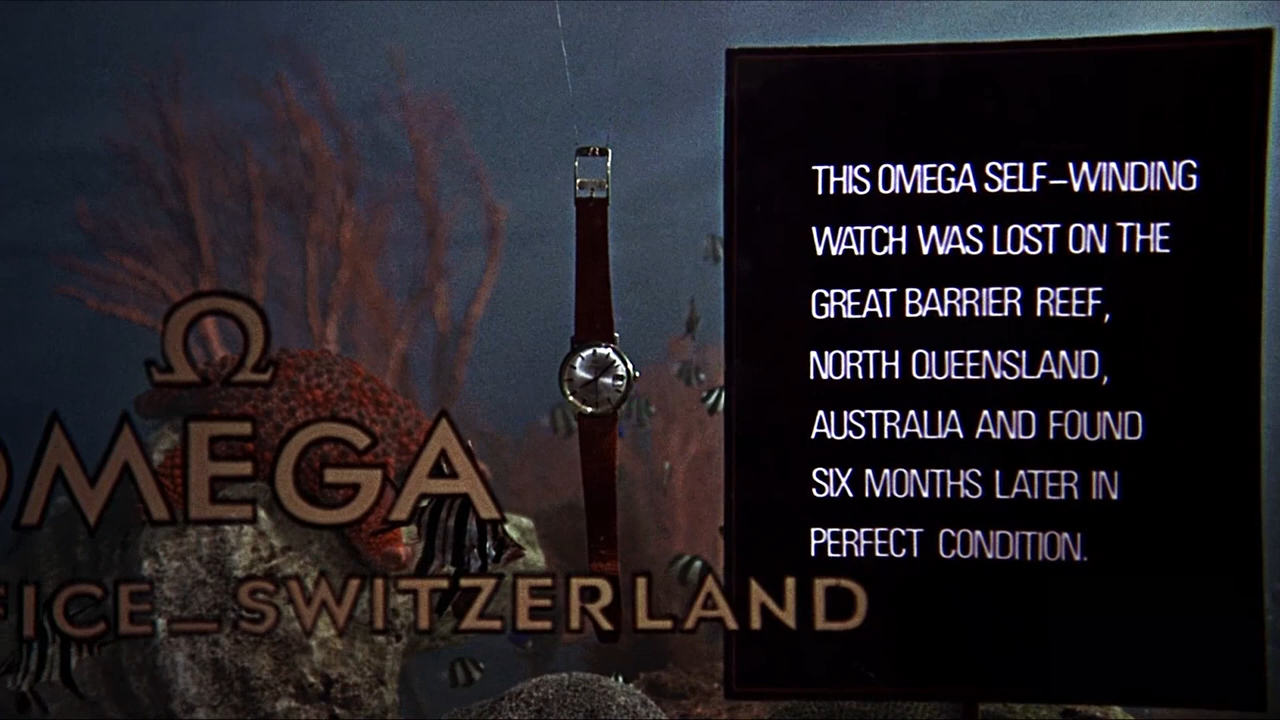 Ω
OMEGA
FICE_SWITZERLAND
THIS OMEGA SELF-WINDING
WATCH WAS LOST ON THE
GREAT BARRIER REEF,
NORTH QUEENSLAND,
AUSTRALIA AND FOUND
SIX MONTHS LATER IN
PERFECT CONDITION.